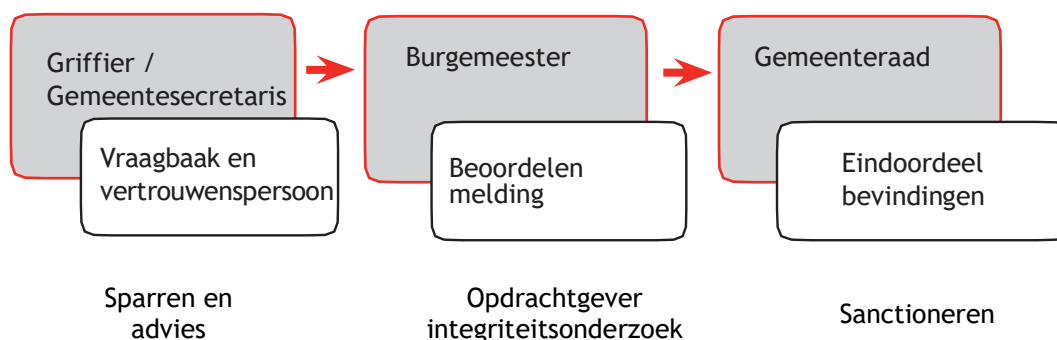 Griffier /
Gemeentesecretaris
Vraagbaak en
vertrouwenspersoon
Sparren en
advies
Burgemeester
Beoordelen
melding
Opdrachtgever
integriteitsonderzoek
Gemeenteraad
Eindoordeel
bevindingen
Sanctioneren